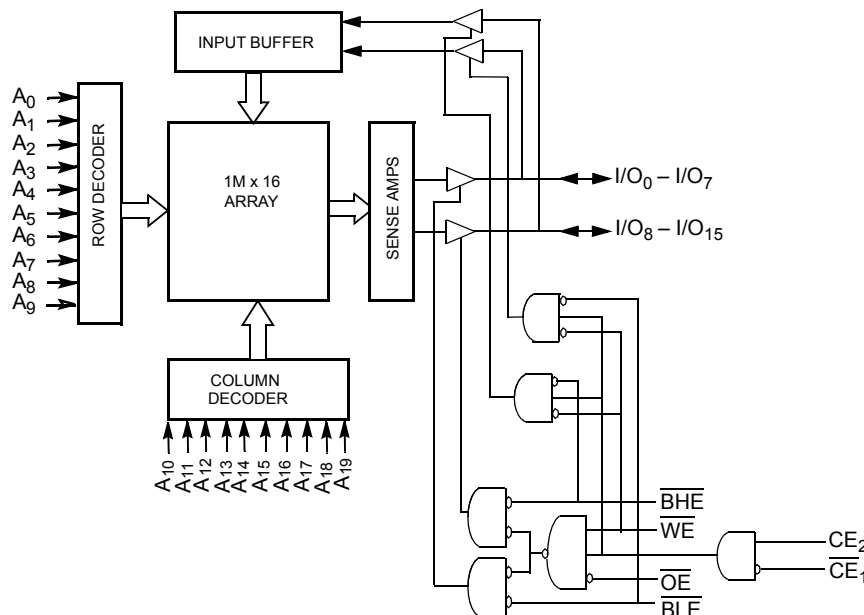 INPUT BUFFER
A0
A1
A2
A3
A4
A5
A6
A7
A8
A9
ROW DECODER
1M x 16
ARRAY
SENSE AMPS
I/O0 – I/O7
I/O8 – I/O15
COLUMN
DECODER
A10
A11
A12
A13
A14
A15
A16
A17
A18
A19
BHE
WE
CE2
CE1
OE
BLE